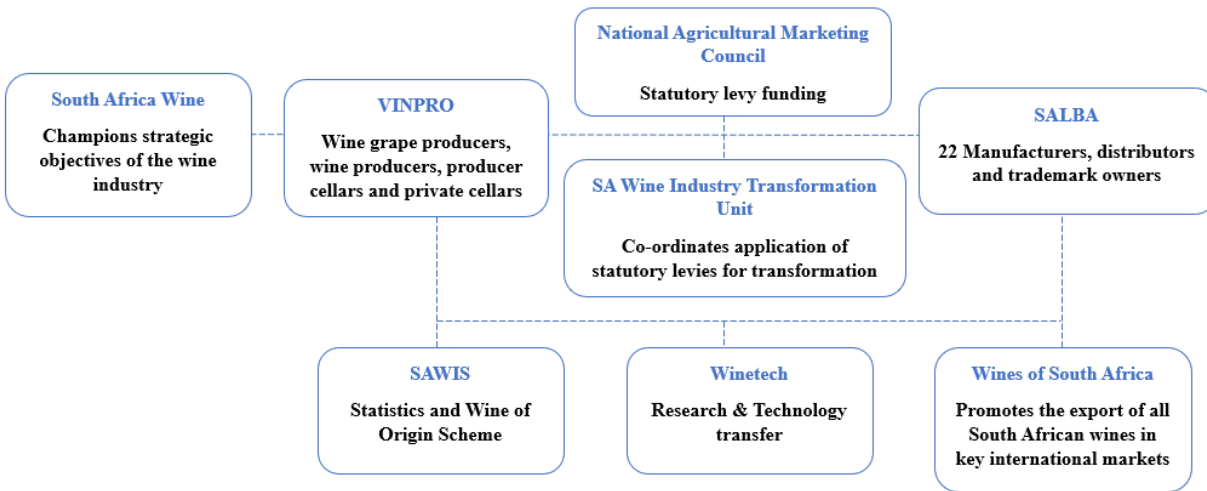 National Agricultural Marketing
Council
Statutory levy funding
South Africa Wine
Champions strategic
objectives of the wine
industry
VINPRO
Wine grape producers,
wine producers, producer
cellars and private cellars
SALBA
22 Manufacturers, distributors
and trademark owners
SA Wine Industry Transformation
Unit
Co-ordinates application of
statutory levies for transformation
SAWIS
Statistics and Wine of
Origin Scheme
Winetech
Research & Technology
transfer
Wines of South Africa
Promotes the export of all
South African wines in
key international markets